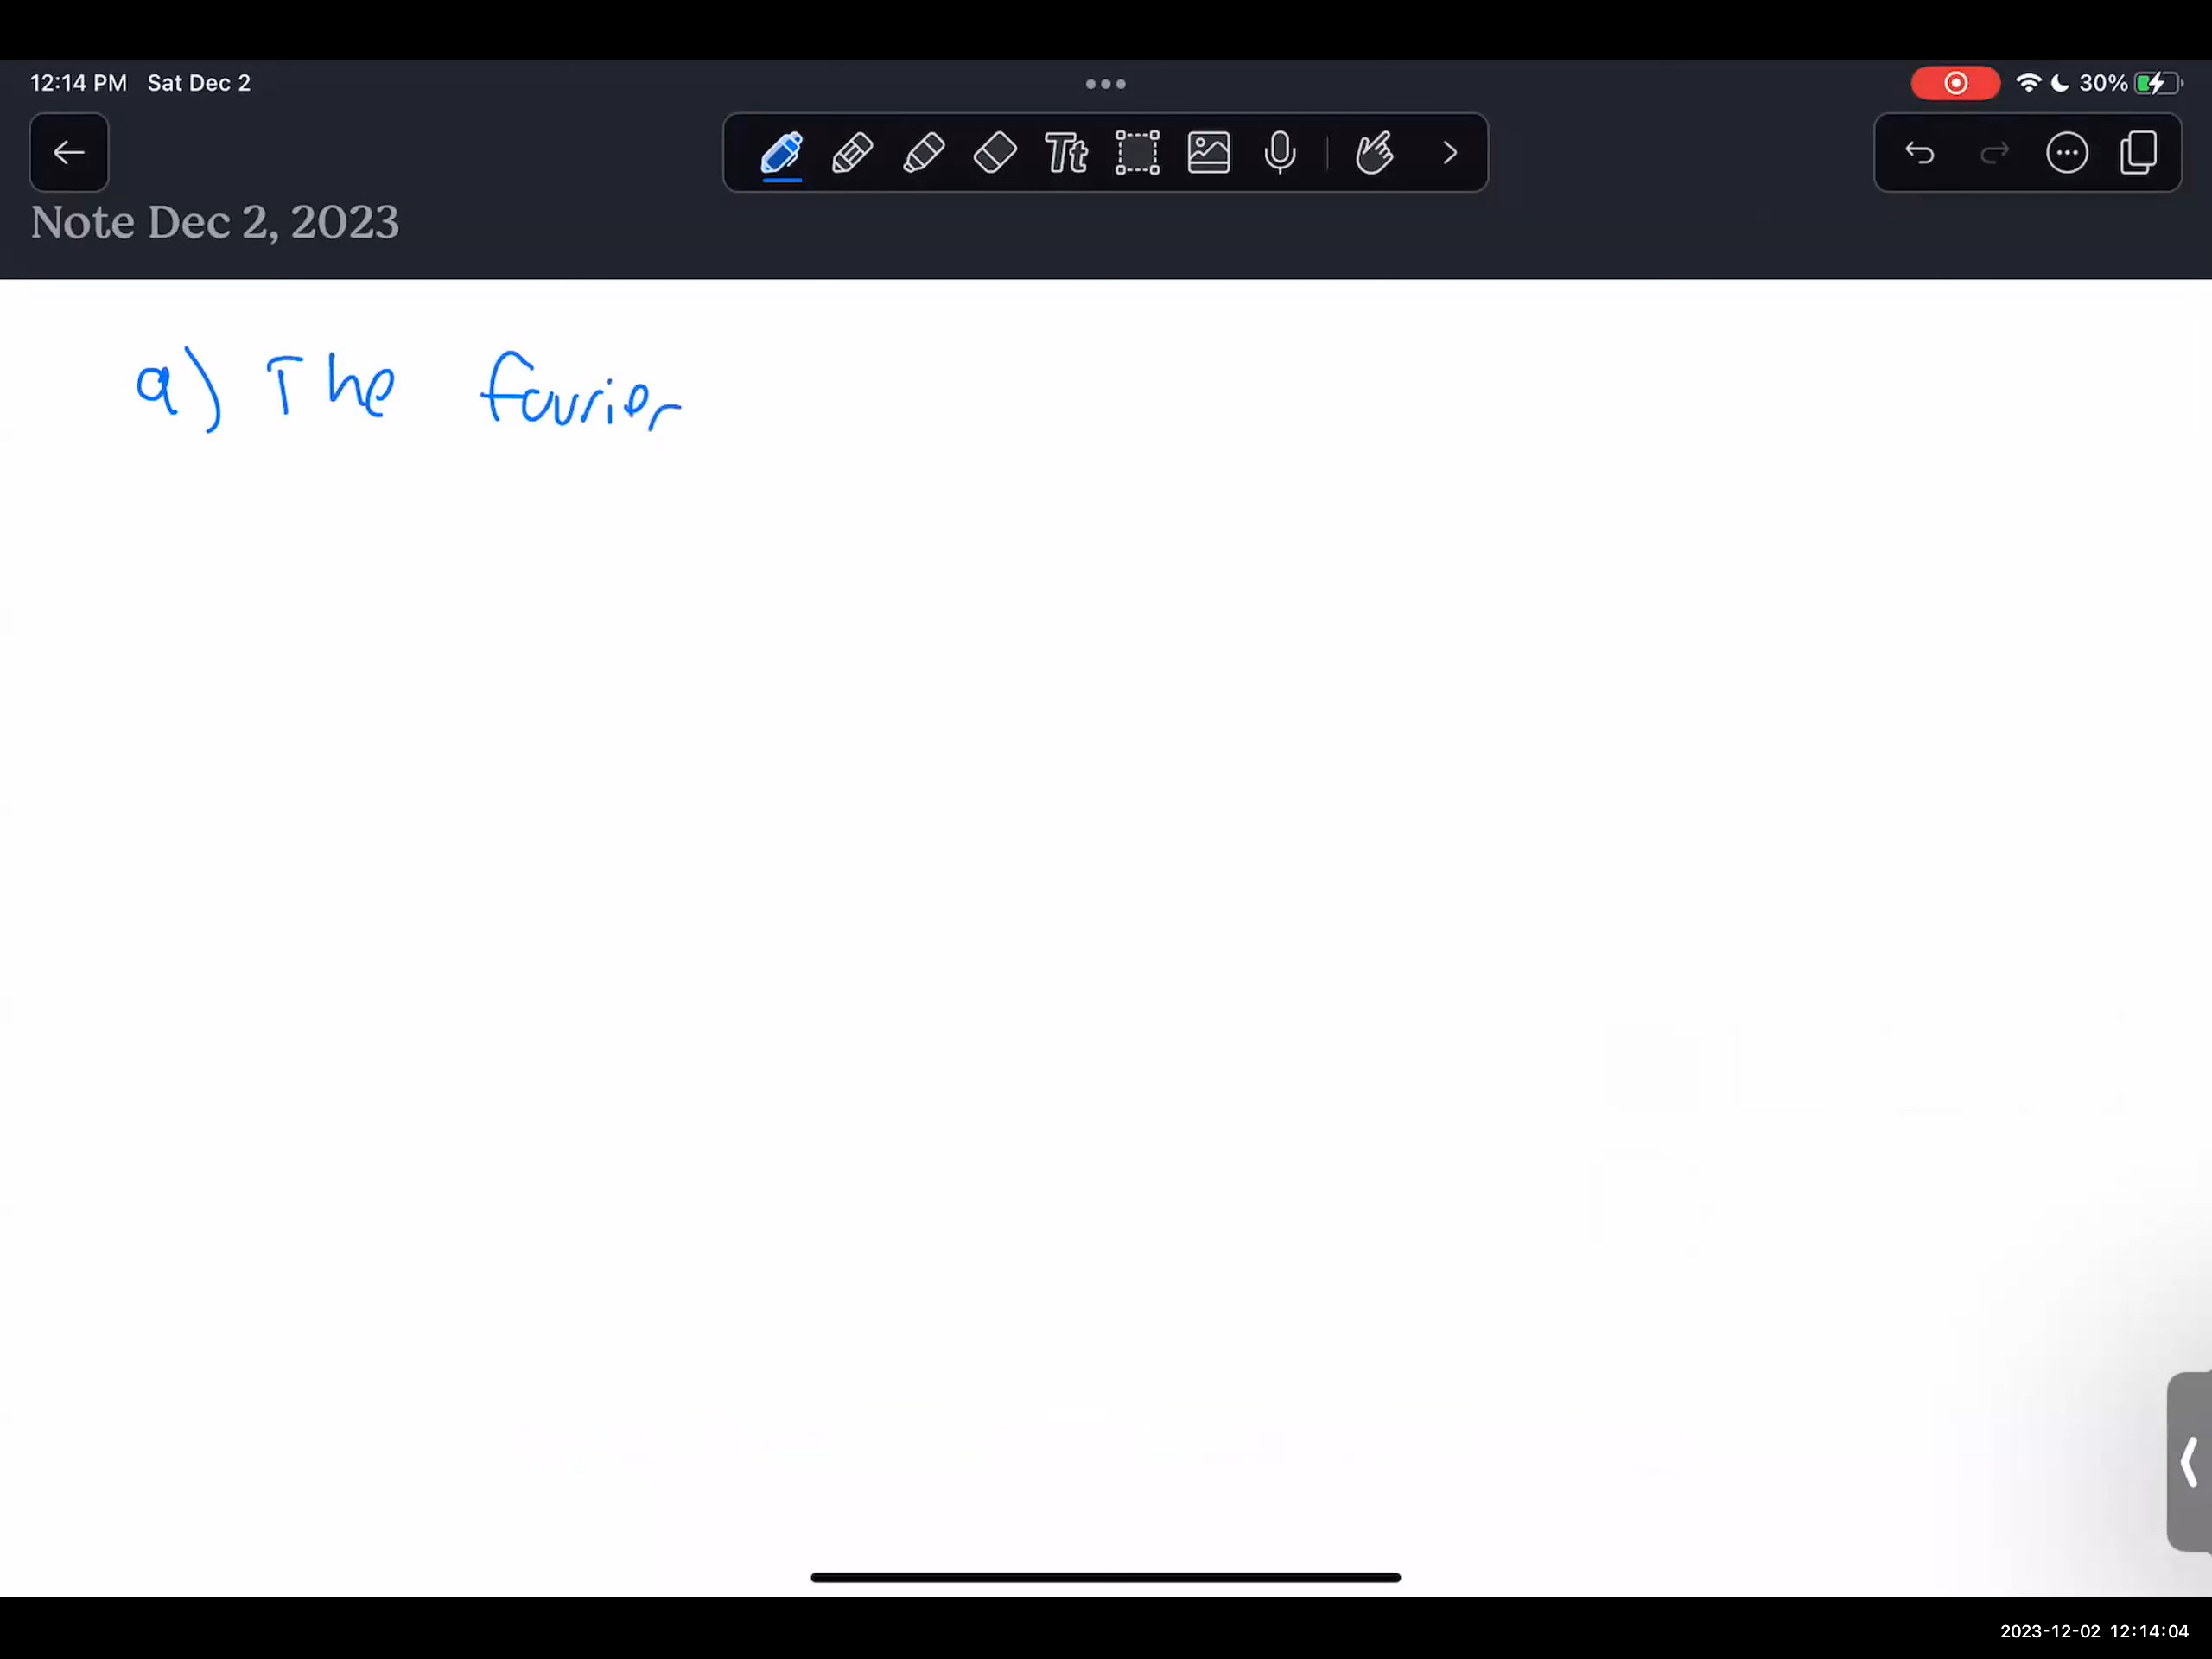 12:14 PM Sat Dec 2
30%
Tt
Note Dec 2, 2023
a) The fourier
2023-12-02 12:14:04